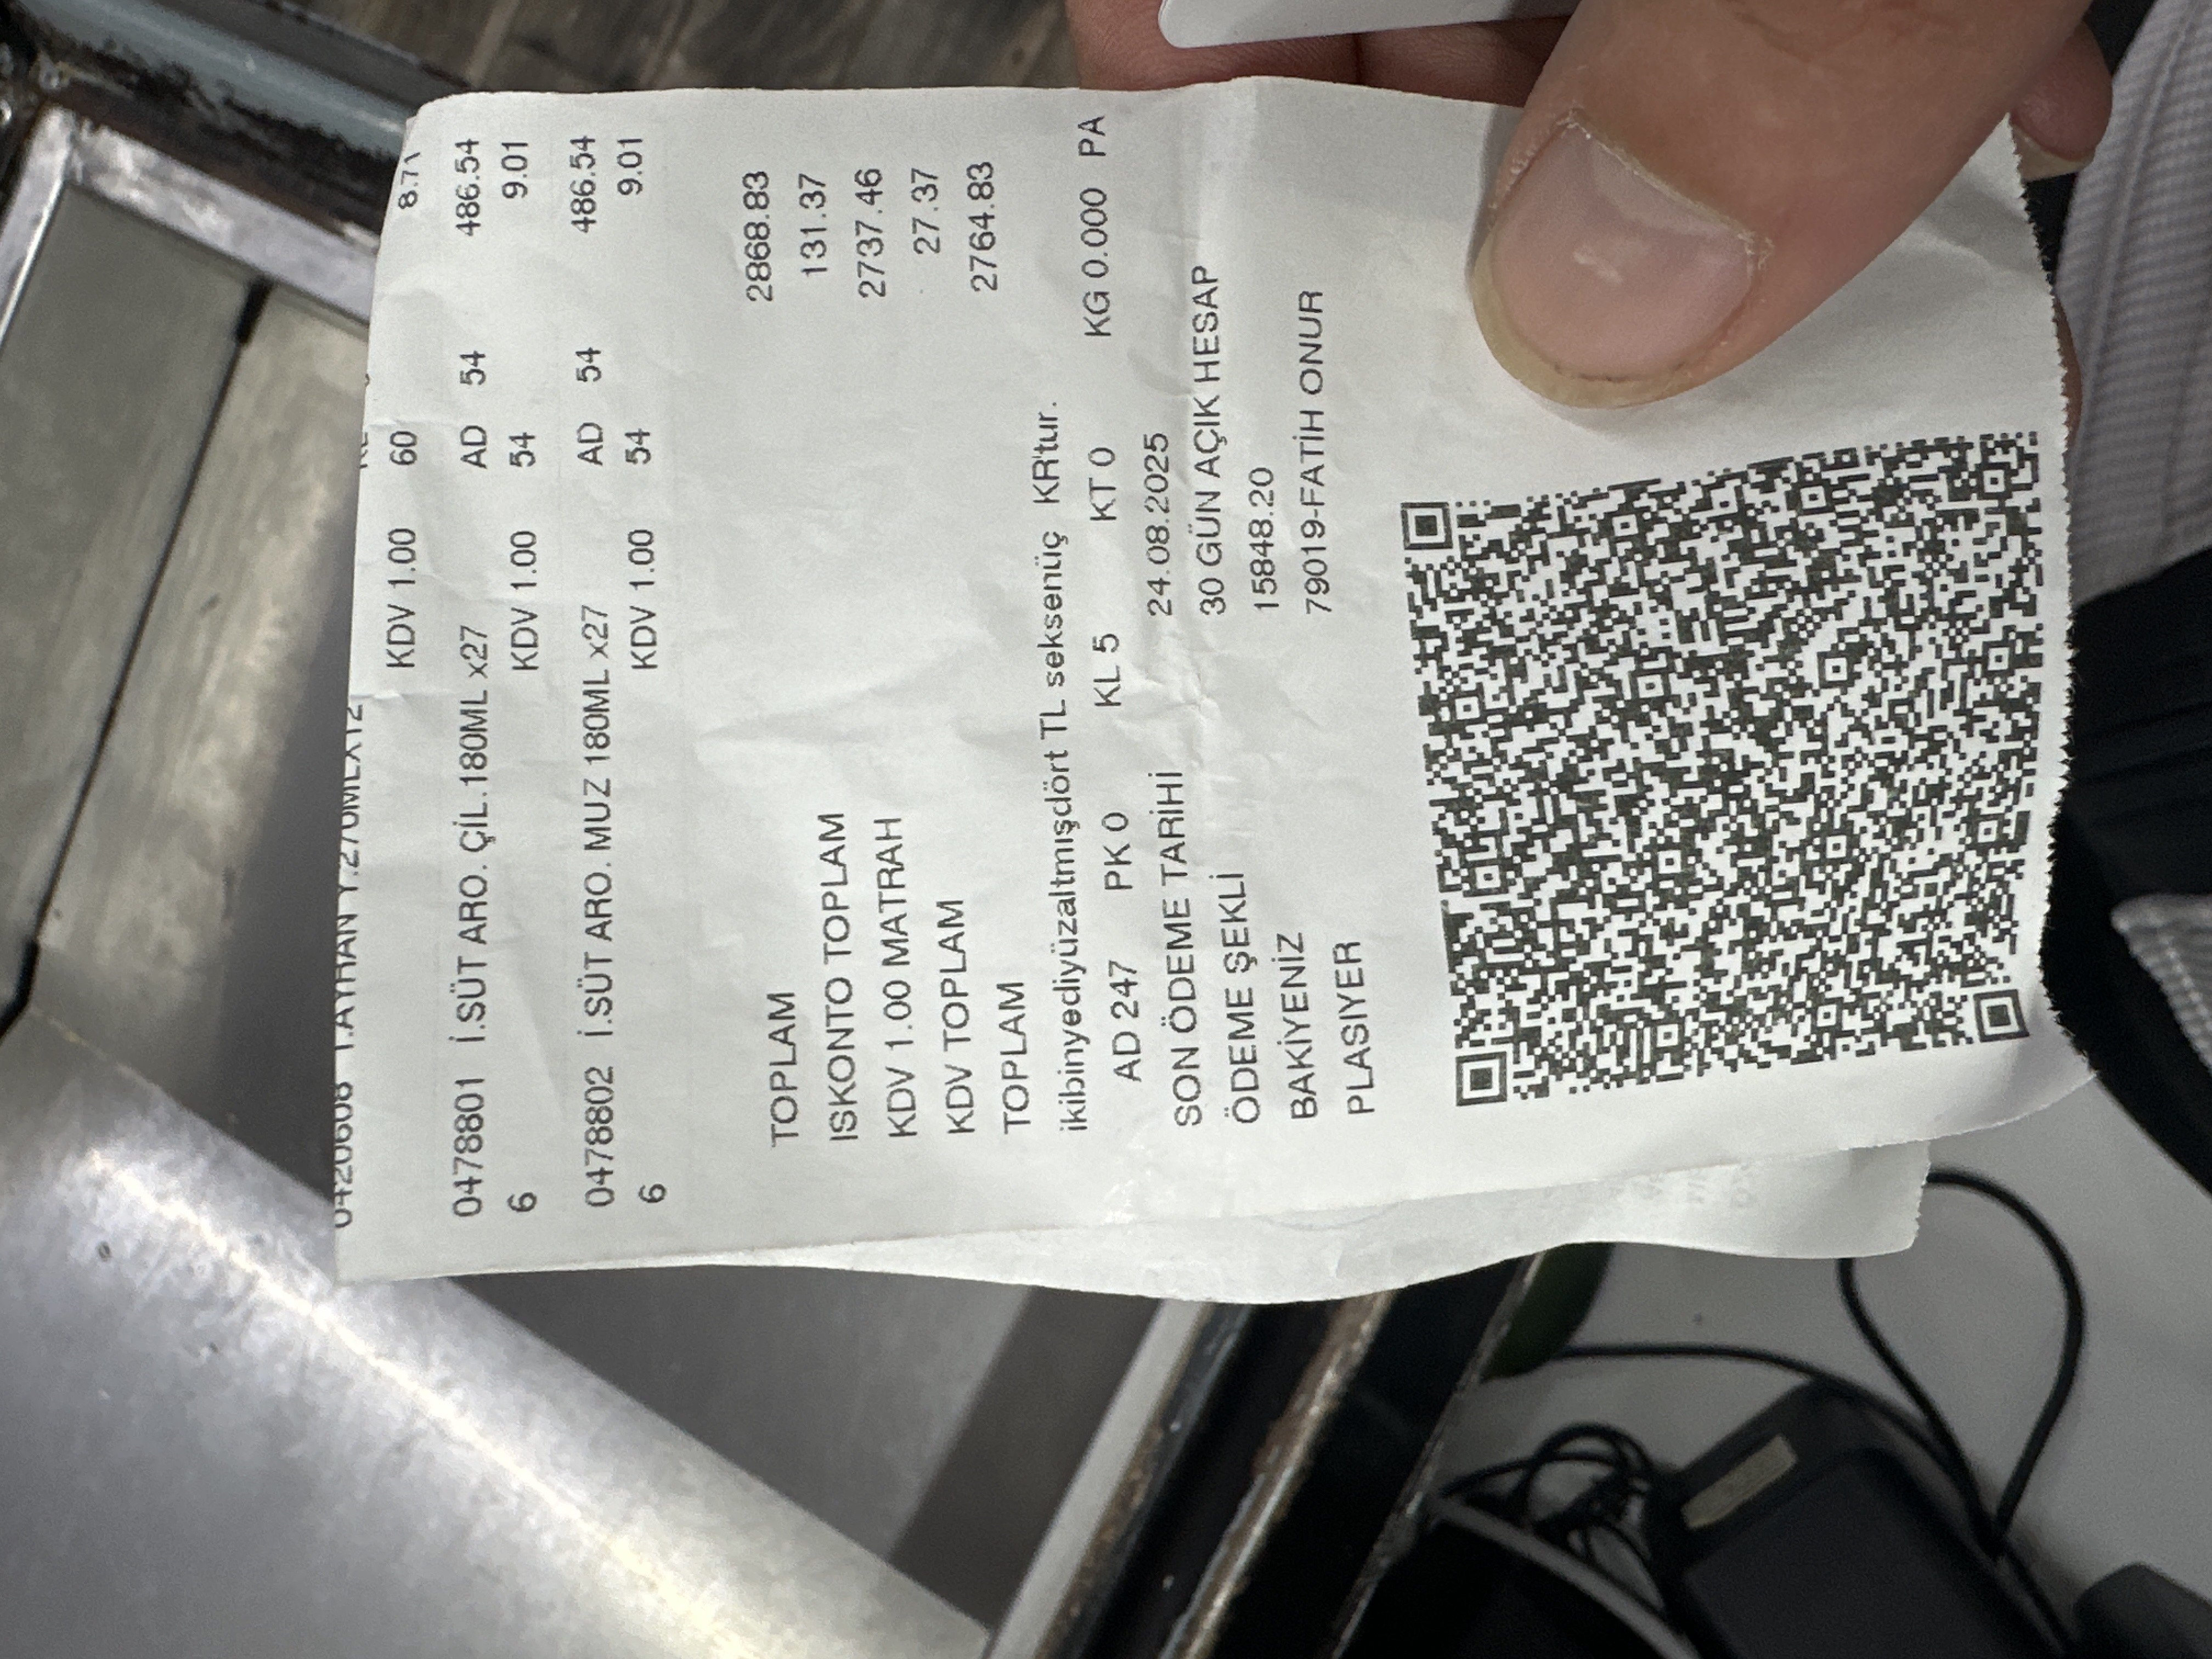 İ.AYRAN Y.270MLX12
KDV 1.00 60 8.71
0478801 İ.SÜT ARO. ÇİL.180ML x27 AD 54 486.54
6 KDV 1.00 54 9.01
0478802 İ.SÜT ARO. MUZ 180ML x27 AD 54 486.54
6 KDV 1.00 54 9.01
TOPLAM 2868.83
ISKONTO TOPLAM 131.37
KDV 1.00 MATRAH 2737.46
KDV TOPLAM 27.37
TOPLAM 2764.83
ikibinyediyüzaltmışdört TL seksenüç KR'tur.
AD 247 PK 0 KL 5 KT 0 KG 0.000 PA
SON ÖDEME TARİHİ 24.08.2025
ÖDEME ŞEKLİ 30 GÜN AÇIK HESAP
BAKİYENİZ 15848.20
PLASIYER 79019-FATİH ONUR